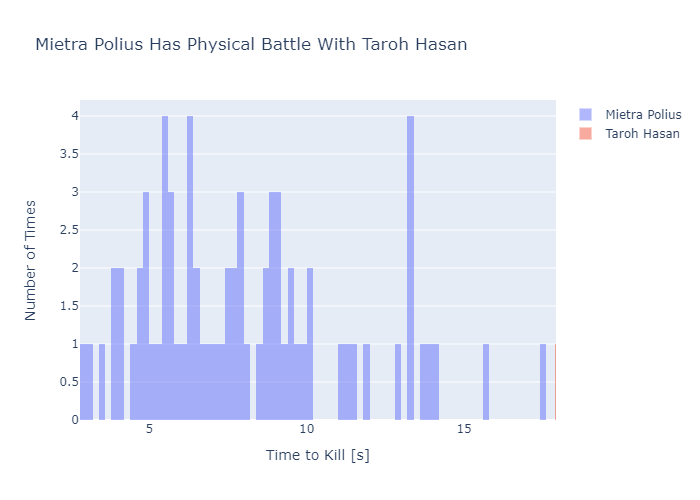 Mietra Polius Has Physical Battle With Taroh Hasan
Mietra Polius
Taroh Hasan
Number of Times
4
3.5
3
2.5
2
1.5
1
0.5
0
5
10
15
Time to Kill [s]